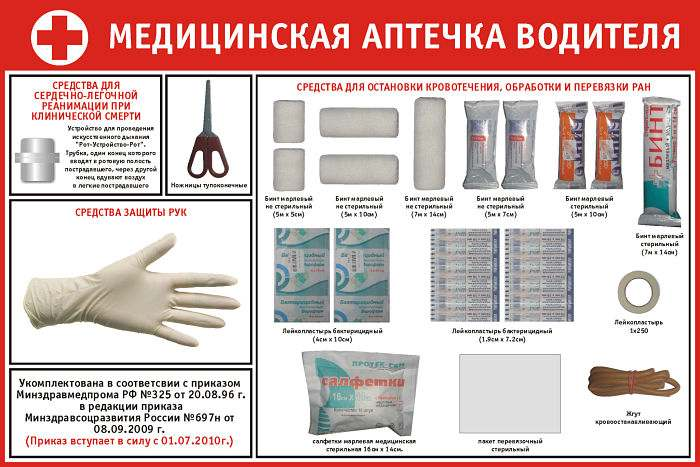 МЕДИЦИНСКАЯ АПТЕЧКА ВОДИТЕЛЯ
СРЕДСТВА ДЛЯ
СЕРДЕЧНО-ЛЕГОЧНОЙ
РЕАНИМАЦИИ ПРИ
КЛИНИЧЕСКОЙ СМЕРТИ
Устройство для проведения
искусственного дыхания
"Рот-Устройство-Рот".
Трубка, один конец которого
вводят в ротовую полость
пострадавшего, через другой
конец вдувают воздух
в легкие пострадавшего
Ножницы тупоконечные
СРЕДСТВА ЗАЩИТЫ РУК
Укомплектована в соответсвии с приказом
Минздравмедпрома РФ №325 от 20.08.96 г.
в редакции приказа
Минздравсоцразвития России №697н от
08.09.2009 г.
(Приказ вступает в силу с 01.07.2010г.)
СРЕДСТВА ДЛЯ ОСТАНОВКИ КРОВОТЕЧЕНИЯ, ОБРАБОТКИ И ПЕРЕВЯЗКИ РАН
Бинт марлевый
не стерильный
(5м х 5см)
Бинт марлевый
не стерильный
(5м х 10см)
Бинт марлевый
не стерильный
(7м х 14см)
Бинт марлевый
не стерильный
(5м х 7см)
Бинт марлевый
стерильный
(5м х 10см)
БИНТ
Бинт марлевый
стерильный
(7м х 14см)
Бактерицидный
Бактерицидный
Лейкопластырь бактерицидный
(4см х 10см)
Лейкопластырь бактерицидный
(1.9см х 7.2см)
Лейкопластырь
1х250
салфетки
салфетки марлевая медицинская
стерильная 16см х 14см.
пакет перевязочный
стерильный
Жгут
кровоостанавливающий